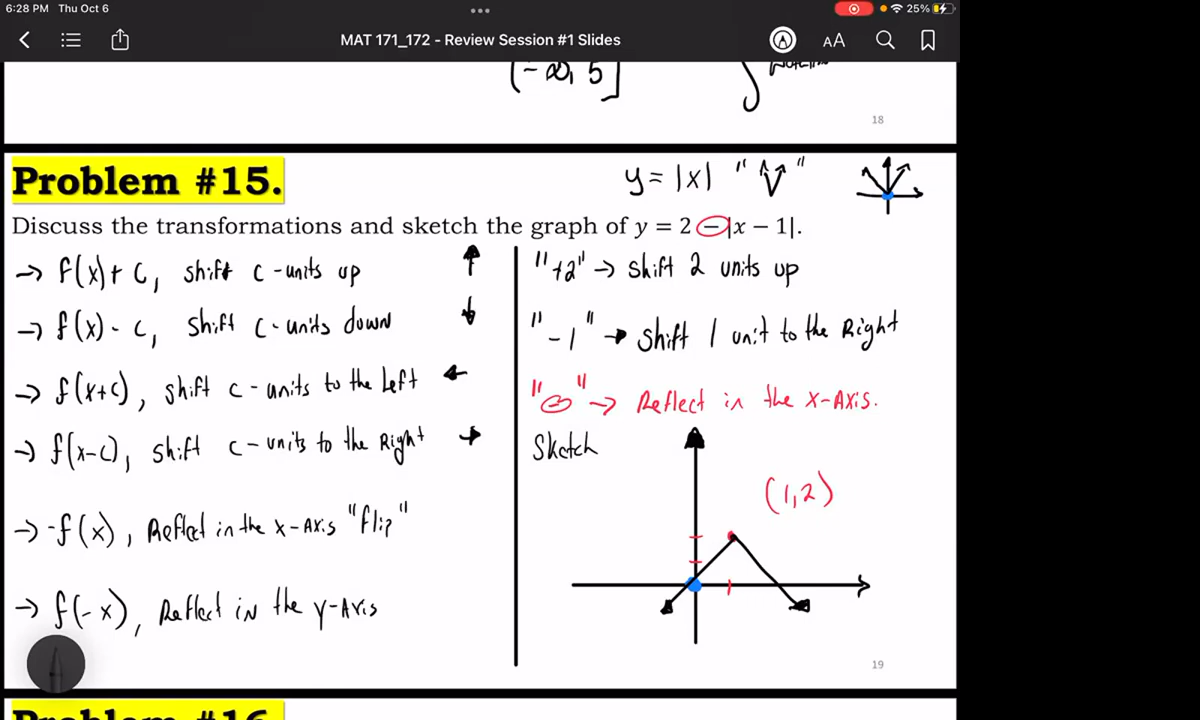 6:28 PM Thu Oct 6
25%
MAT 171_172 - Review Session #1 Slides
AA
(-∞, 5]
18
Problem #15.
y = |x| "V"
Discuss the transformations and sketch the graph of y = 2 − |x − 1|.
→ f(x) + c, shift c-units up ↑
→ f(x) - c, shift c-units down ↓
→ f(x+c), shift c-units to the left ←
→ f(x-c), shift c-units to the Right →
→ -f(x), Reflect in the x-Axis "flip"
→ f(-x), Reflect in the y-Axis
"+2" → shift 2 units up
"-1" → shift 1 unit to the Right
"-" → Reflect in the x-Axis.
Sketch
(1,2)
19
Problem #16.